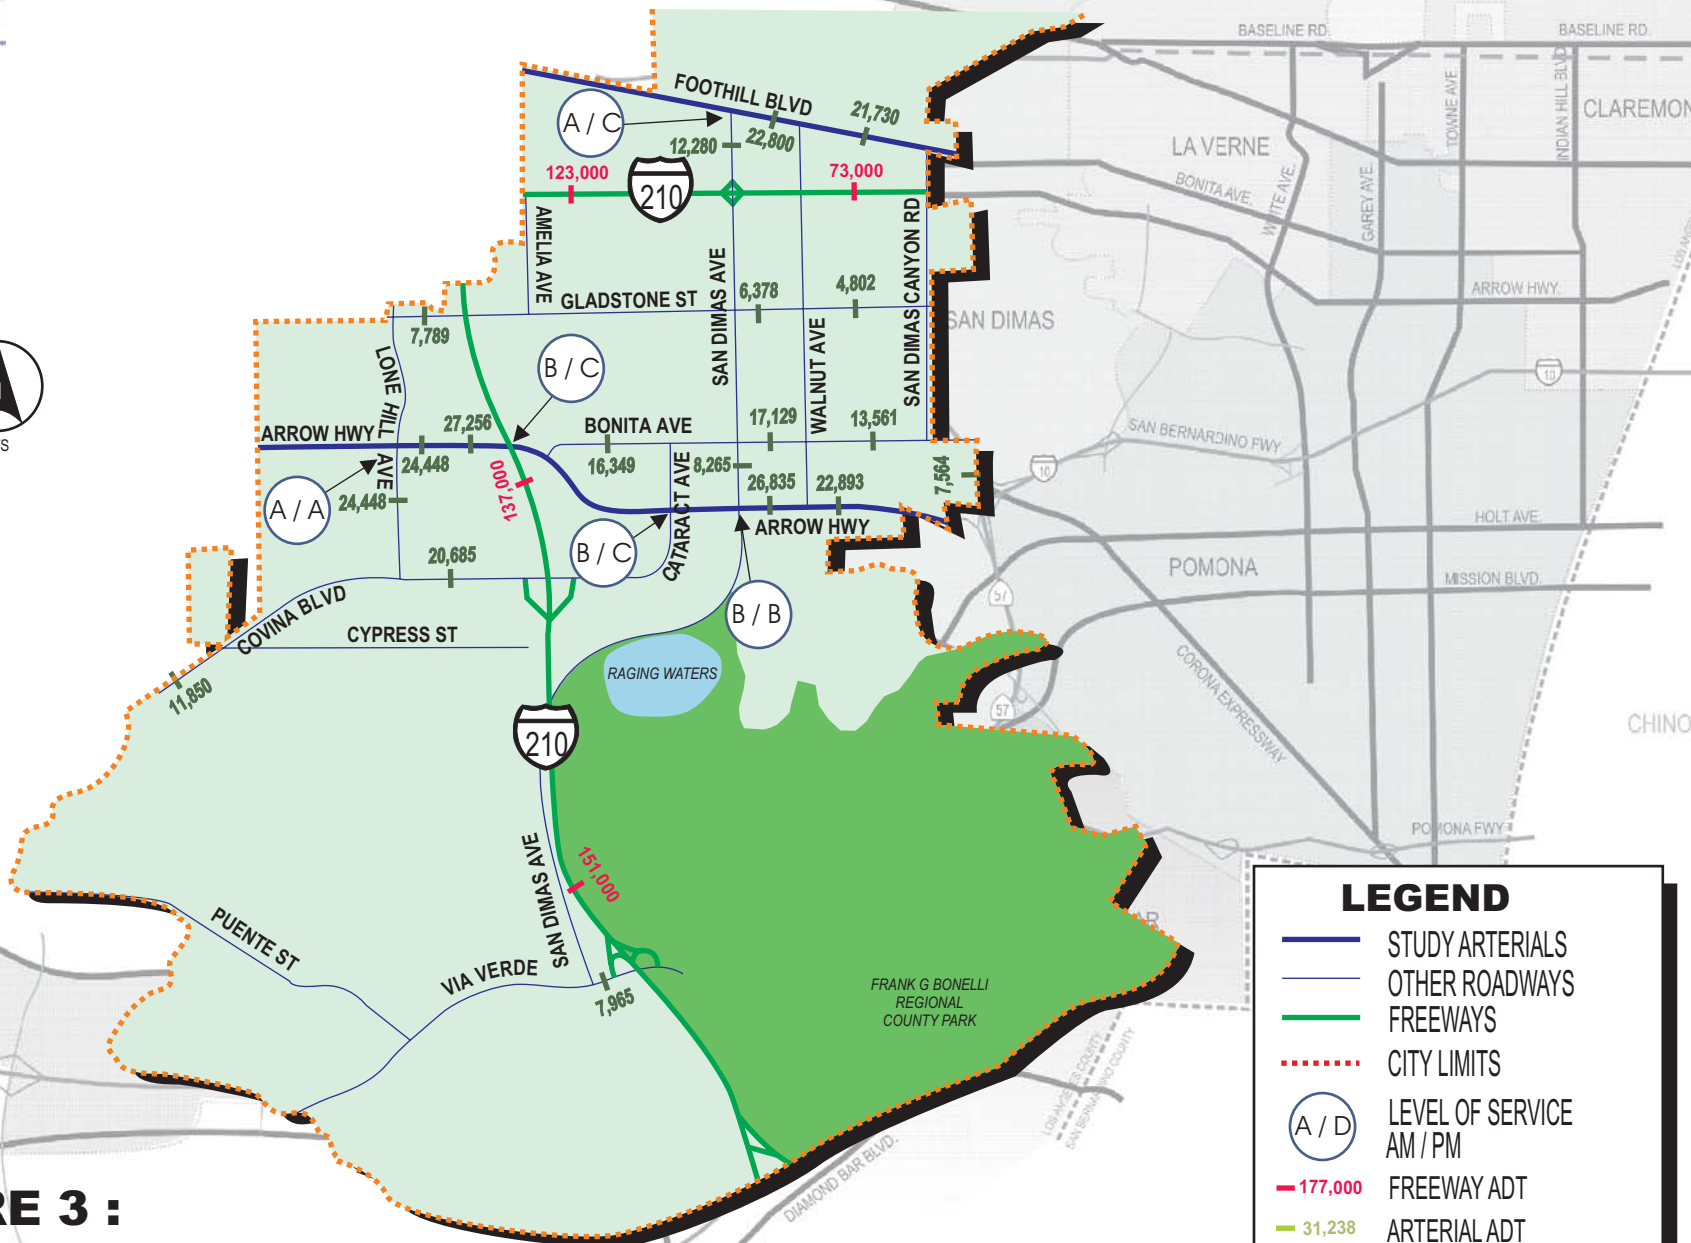 BASELINE RD.
BASELINE RD.
FOOTHILL BLVD
21,730
A / C
22,800
12,280
TOWNE AVE
INDIAN HILL BLVD
CLAREMON
LA VERNE
123,000
210
73,000
BONITA AVE.
WHITE AVE.
GAREY AVE.
AMELIA AVE
SAN DIMAS AVE
SAN DIMAS CANYON RD
GLADSTONE ST
6,378
4,802
ARROW HWY.
SAN DIMAS
7,789
LONE HILL AVE
B / C
WALNUT AVE
10
27,256
ARROW HWY
BONITA AVE
17,129
13,561
SAN BERNARDINO FWY
10
24,448
137,000
16,349
8,265
26,835
22,893
7,564
A / A
24,448
CATARACT AVE
ARROW HWY
HOLT AVE.
B / C
20,685
POMONA
MISSION BLVD.
57
COVINA BLVD
CYPRESS ST
B / B
RAGING WATERS
11,850
CORONA EXPRESSWAY
57
CHINO
210
SAN DIMAS AVE
151,000
POMONA FWY
PUENTE ST
VIA VERDE
7,965
AR
FRANK G BONELLI
REGIONAL
COUNTY PARK
LOS ANGELES COUNTY
SAN BERNARDINO COUNTY
DIAMOND BAR BLVD.
LEGEND
STUDY ARTERIALS
OTHER ROADWAYS
FREEWAYS
CITY LIMITS
A / D
LEVEL OF SERVICE
AM / PM
177,000
FREEWAY ADT
31,238
ARTERIAL ADT
RE 3 :